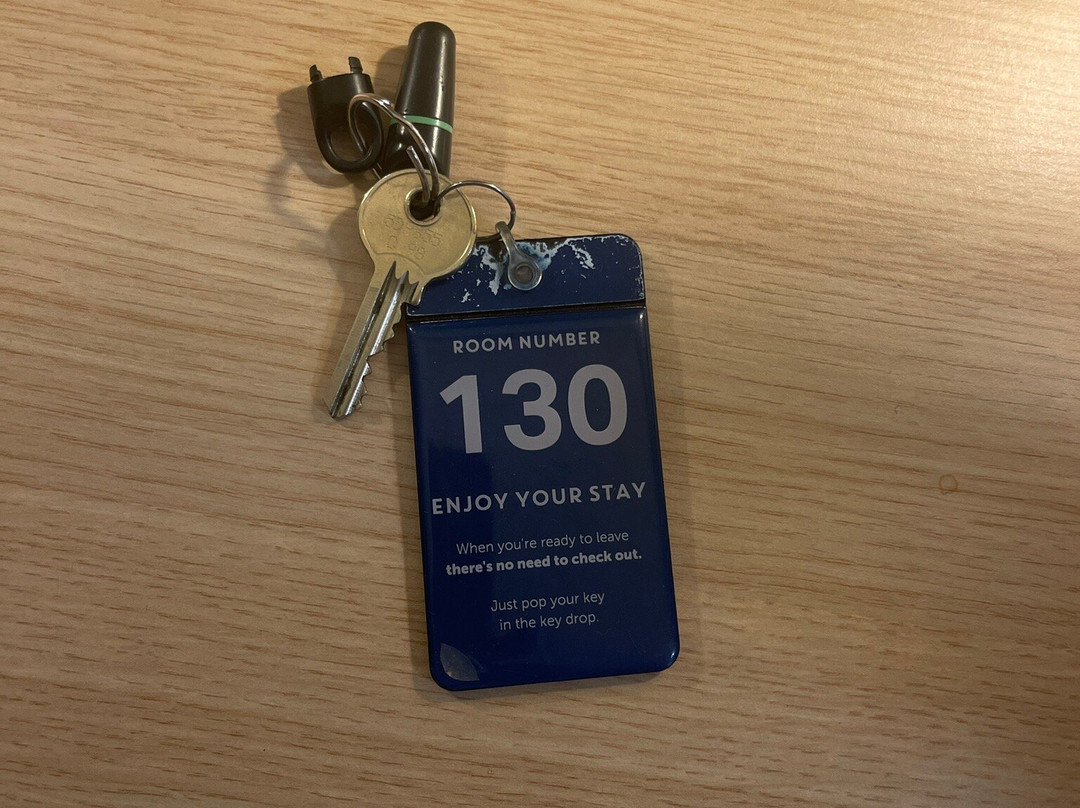 ROOM NUMBER
130
ENJOY YOUR STAY
When you're ready to leave
there's no need to check out.
Just pop your key
in the key drop.